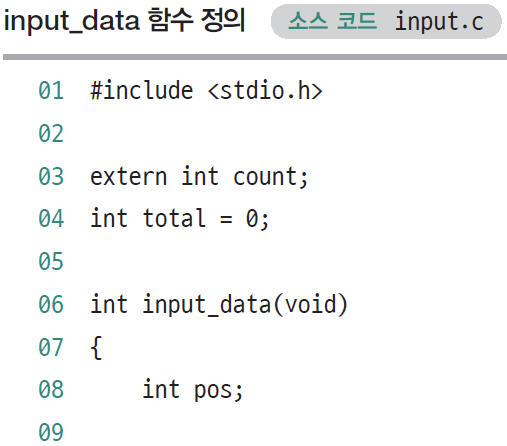 input_data 함수 정의 소스 코드 input.c
01 #include <stdio.h>
02
03 extern int count;
04 int total = 0;
05
06 int input_data(void)
07 {
08     int pos;
09